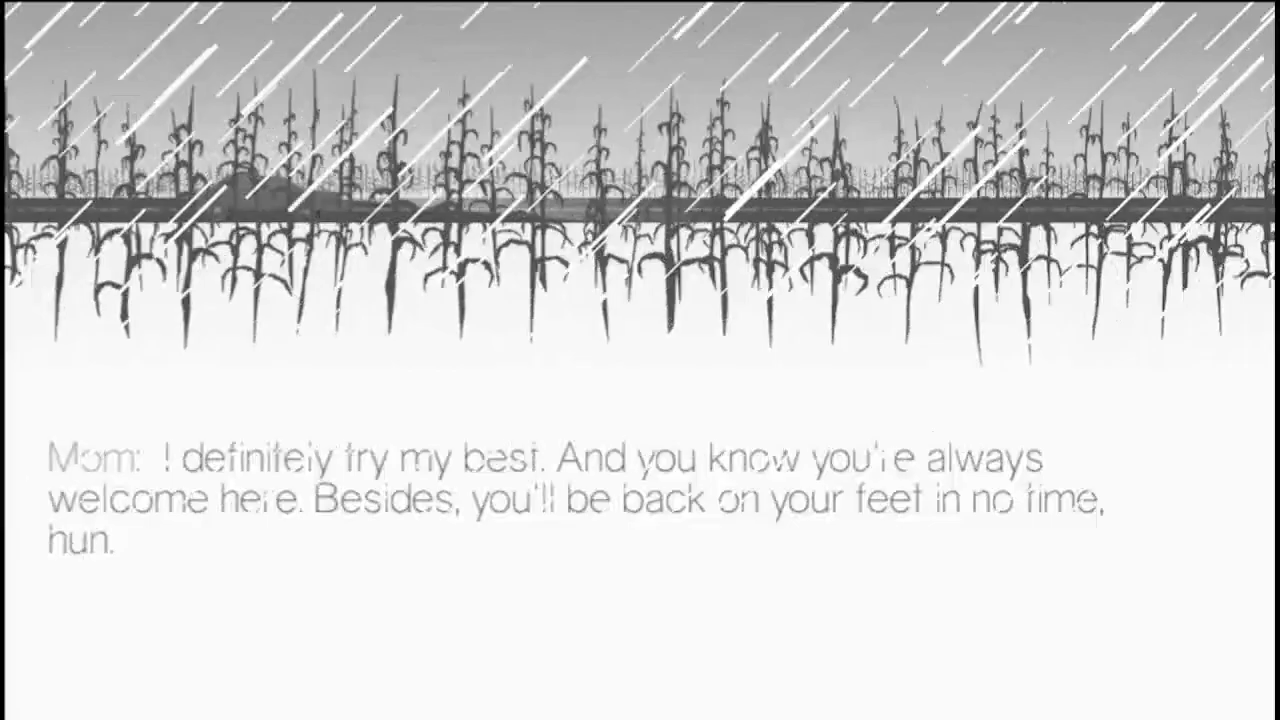 Mom: I definitely try my best. And you know you're always
welcome here. Besides, you'll be back on your feet in no time,
hun.